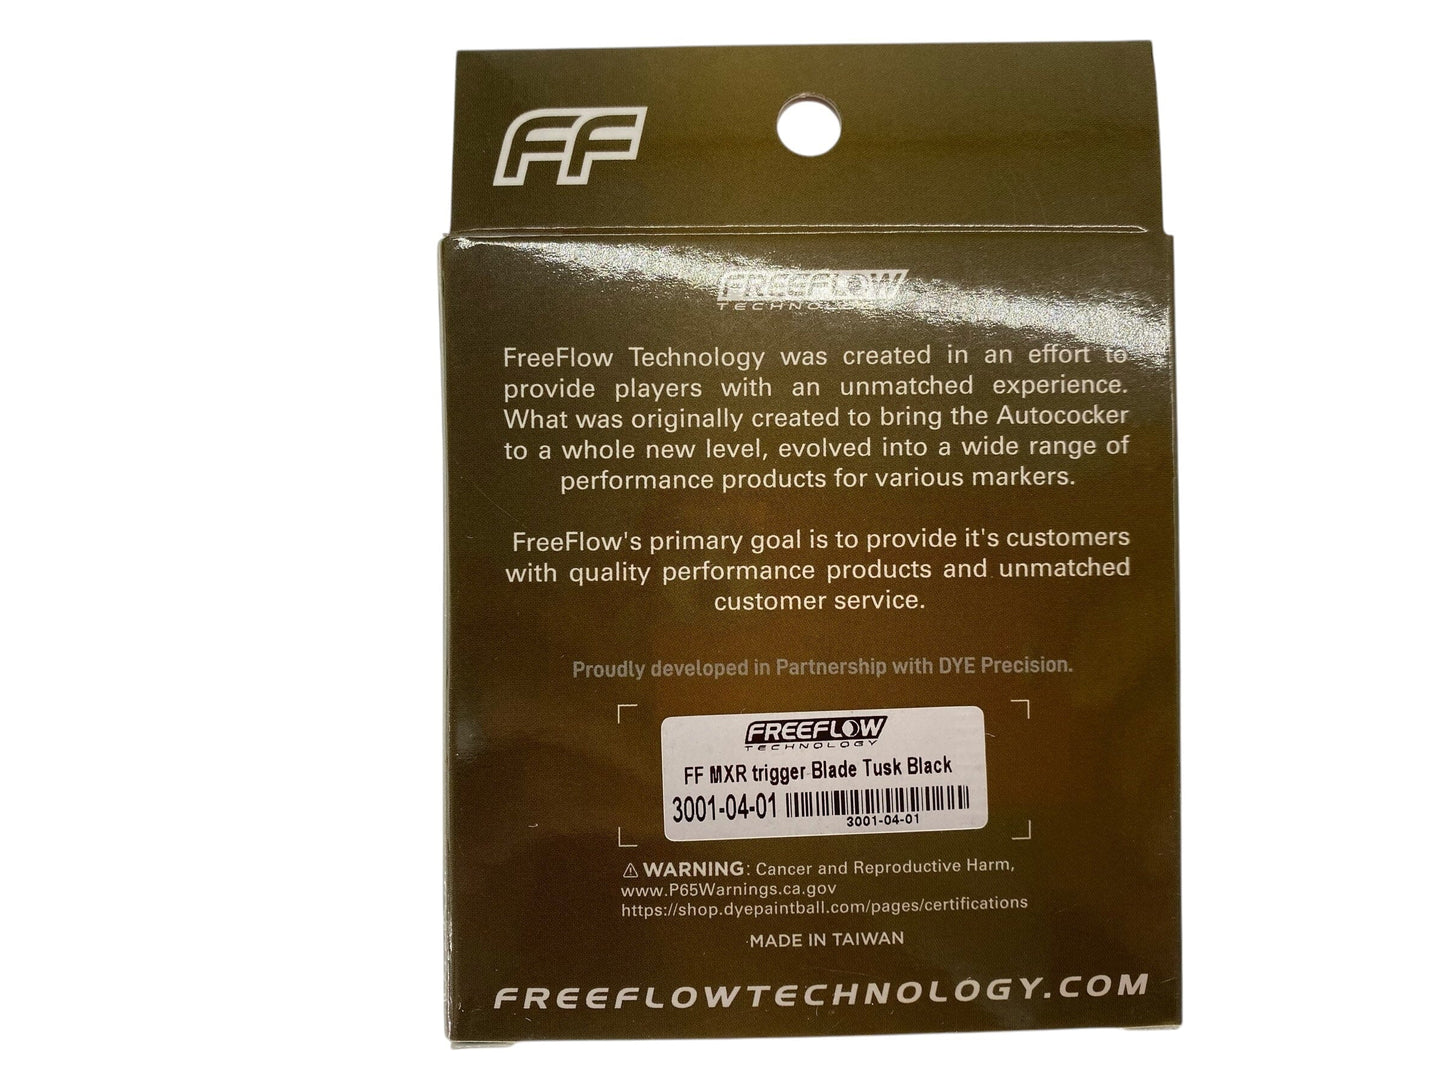 FF
FREEFLOW
TECHNOLOGY
FreeFlow Technology was created in an effort to
provide players with an unmatched experience.
What was originally created to bring the Autococker
to a whole new level, evolved into a wide range of
performance products for various markers.
FreeFlow's primary goal is to provide it's customers
with quality performance products and unmatched
customer service.
Proudly developed in Partnership with DYE Precision.
FREEFLOW
TECHNOLOGY
FF MXR trigger Blade Tusk Black
3001-04-01
3001-04-01
⚠ WARNING: Cancer and Reproductive Harm,
www.P65Warnings.ca.gov
https://shop.dyepaintball.com/pages/certifications
MADE IN TAIWAN
FREEFLOWTECHNOLOGY.COM